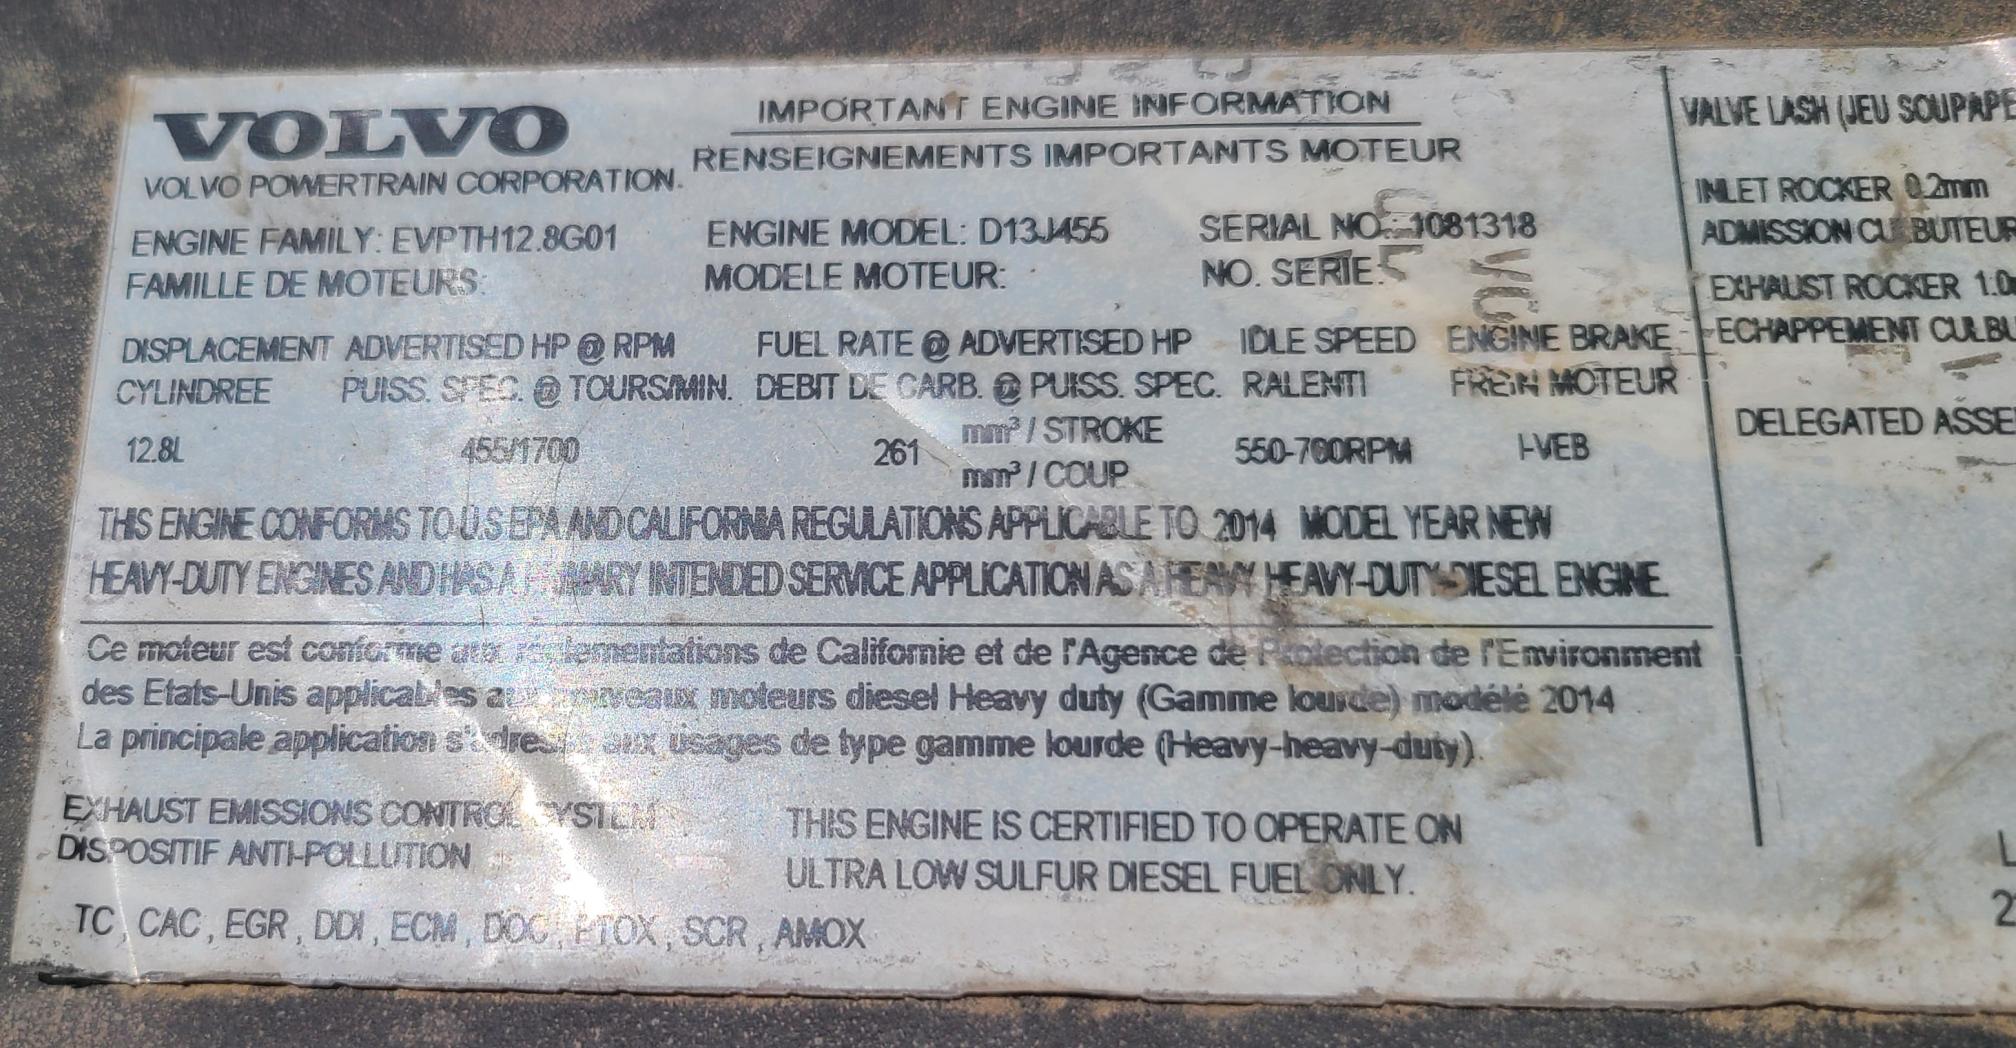 VOLVO
VOLVO POWERTRAIN CORPORATION.
IMPORTANT ENGINE INFORMATION
RENSEIGNEMENTS IMPORTANTS MOTEUR
ENGINE FAMILY: EVPTH12.8G01 ENGINE MODEL: D13J455 SERIAL NO. 1081318
FAMILLE DE MOTEURS: MODELE MOTEUR: NO. SERIE:
DISPLACEMENT ADVERTISED HP @ RPM FUEL RATE @ ADVERTISED HP IDLE SPEED ENGINE BRAKE
CYLINDREE PUISS. SPEC. @ TOURS/MIN. DEBIT DE CARB. @ PUISS. SPEC. RALENTI FREIN MOTEUR
12.8L 455/1700 261 mm³ / STROKE 550-700RPM I-VEB
mm³ / COUP
THIS ENGINE CONFORMS TO U.S EPA AND CALIFORNIA REGULATIONS APPLICABLE TO 2014 MODEL YEAR NEW
HEAVY-DUTY ENGINES AND HAS A PRIMARY INTENDED SERVICE APPLICATION AS A HEAVY HEAVY-DUTY DIESEL ENGINE.
Ce moteur est conforme aux réglementations de Californie et de l'Agence de Protection de l'Environment
des Etats-Unis applicables aux nouveaux moteurs diesel Heavy duty (Gamme lourde) modélé 2014
La principale application s'adresse aux usages de type gamme lourde (Heavy-heavy-duty).
EXHAUST EMISSIONS CONTROL SYSTEM
DISPOSITIF ANTI-POLLUTION
THIS ENGINE IS CERTIFIED TO OPERATE ON
ULTRA LOW SULFUR DIESEL FUEL ONLY.
TC, CAC, EGR, DDI, ECM, DOC, PTOX, SCR, AMOX
VALVE LASH (JEU SOUPAPE
INLET ROCKER 0.2mm
ADMISSION CULBUTEUR
EXHAUST ROCKER 1.0
ECHAPPEMENT CULBU
DELEGATED ASSE
L
2